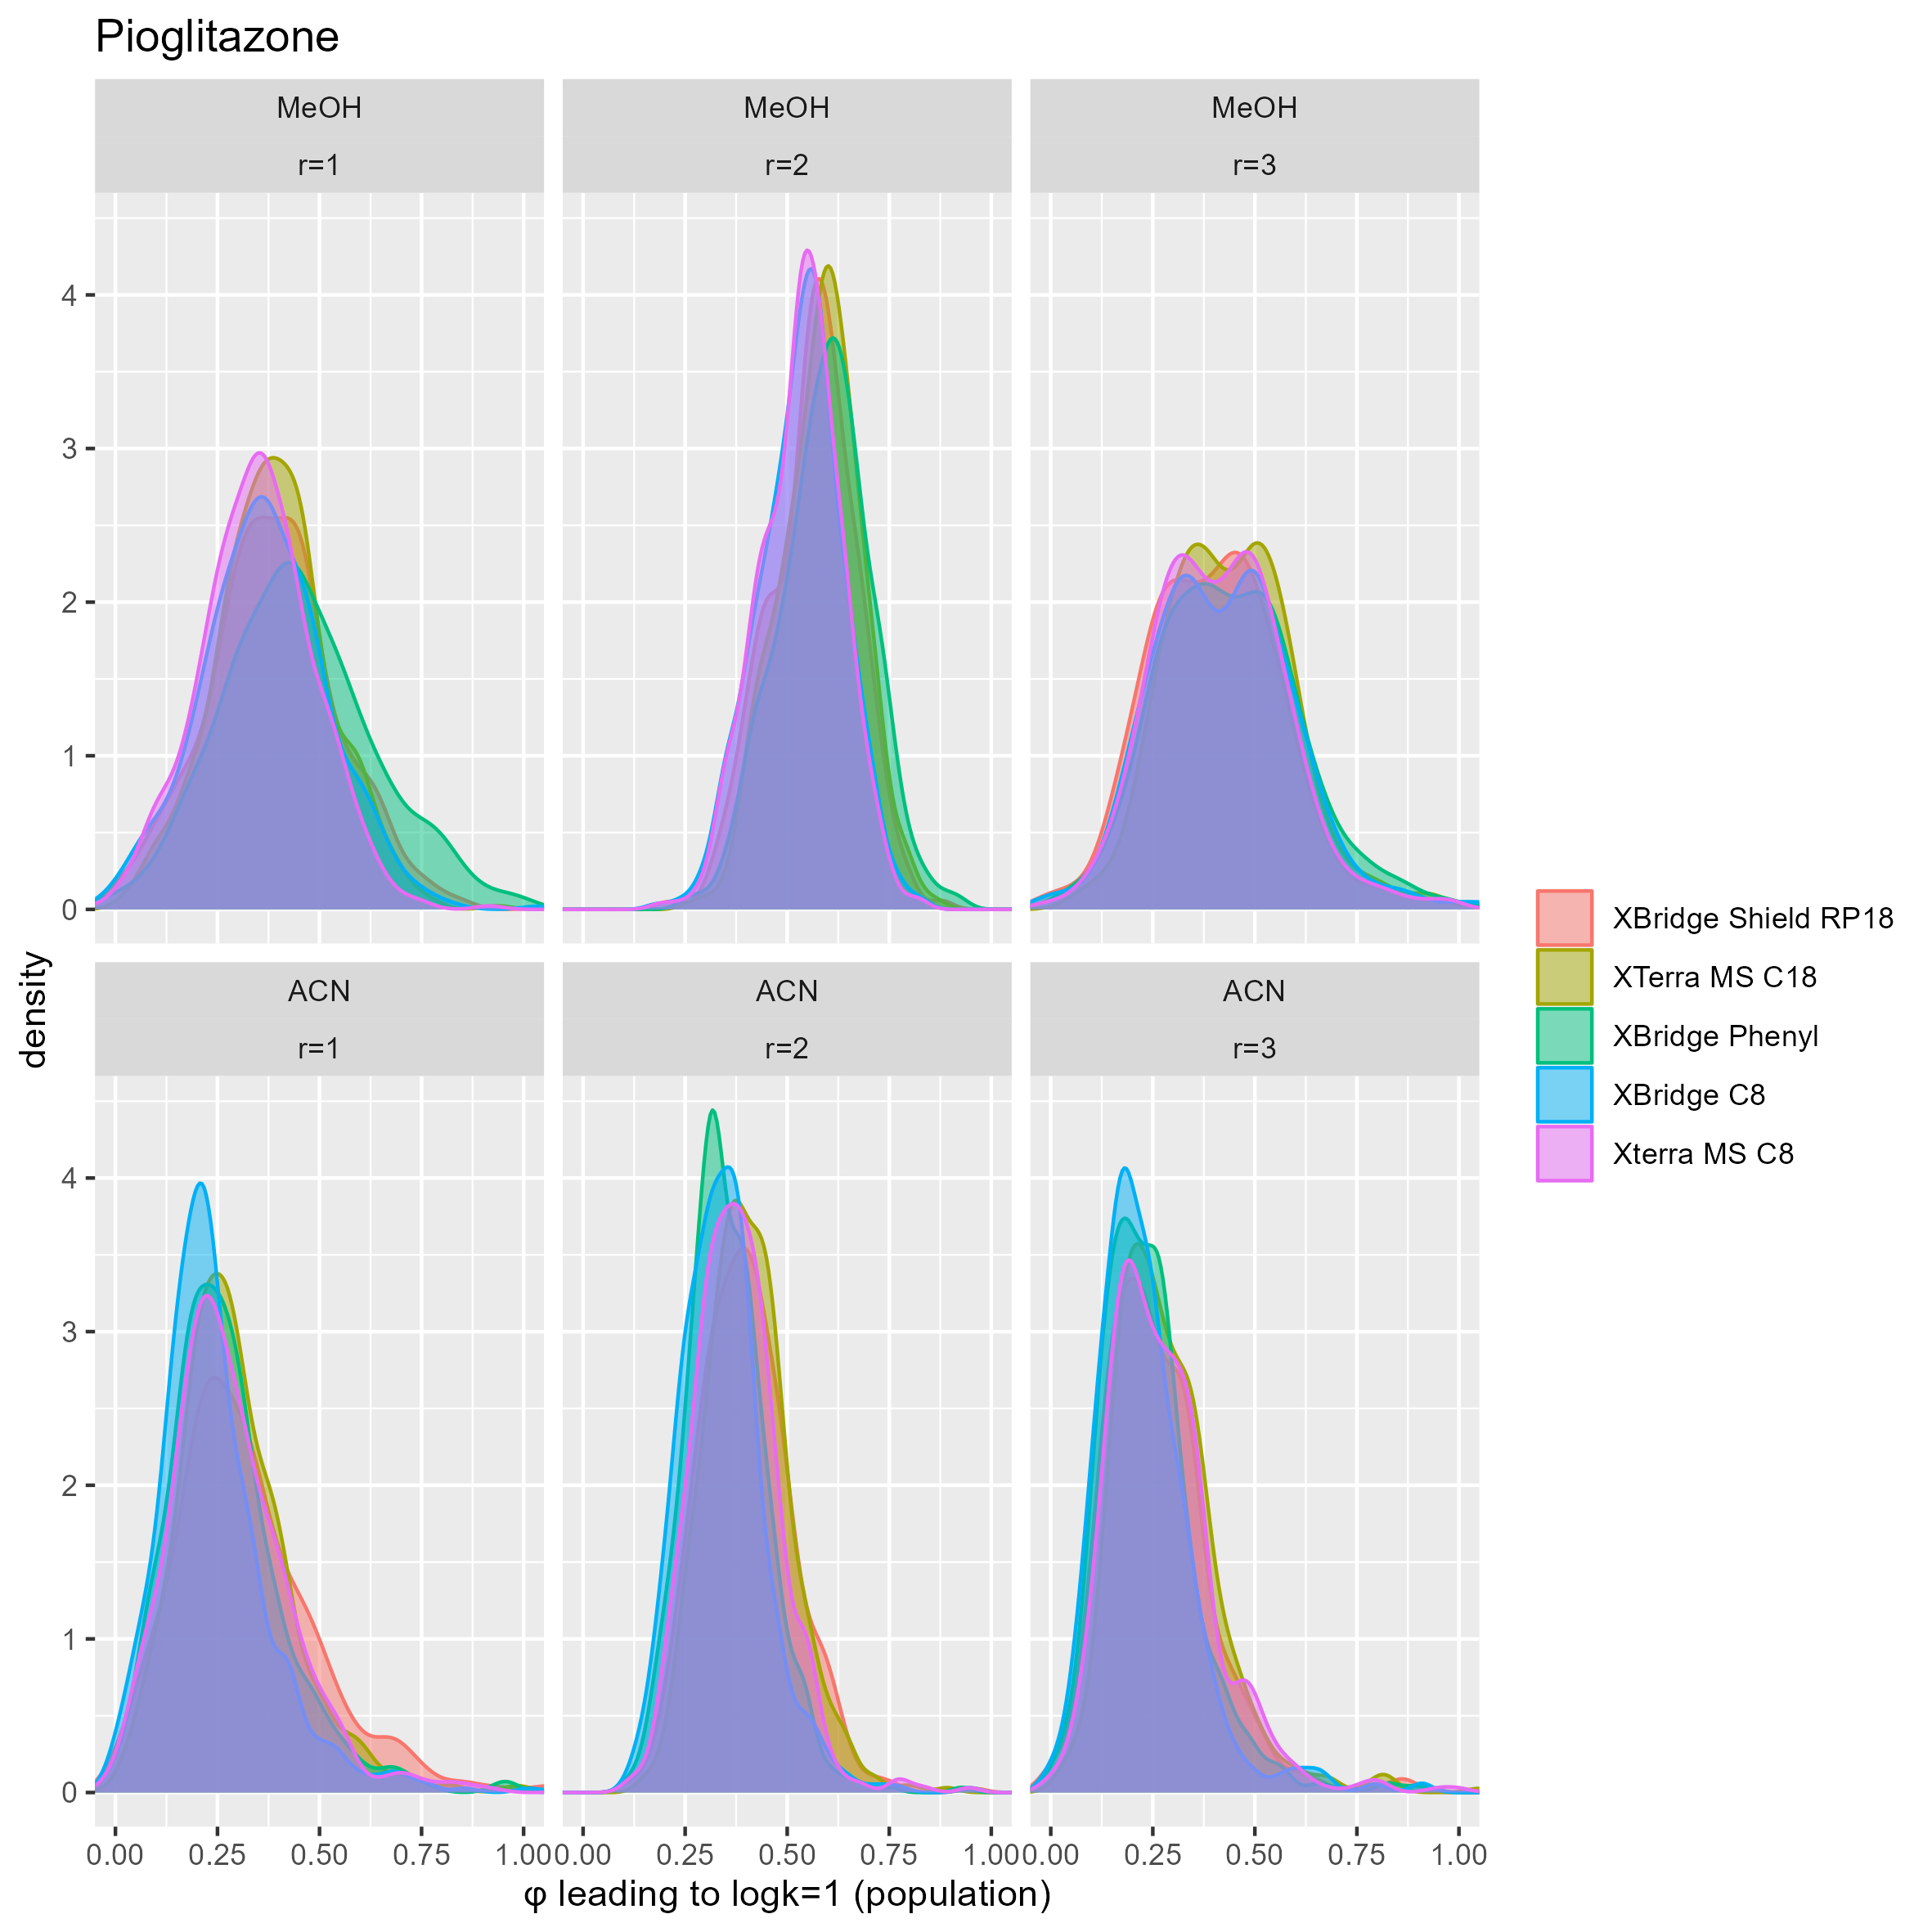 Pioglitazone
MeOH
r=1
MeOH
r=2
MeOH
r=3
4
3
2
1
0
density
ACN
r=1
ACN
r=2
ACN
r=3
4
3
2
1
0
0.00 0.25 0.50 0.75 1.00
0.00 0.25 0.50 0.75 1.00
0.00 0.25 0.50 0.75 1.00
φ leading to logk=1 (population)
XBridge Shield RP18
XTerra MS C18
XBridge Phenyl
XBridge C8
Xterra MS C8